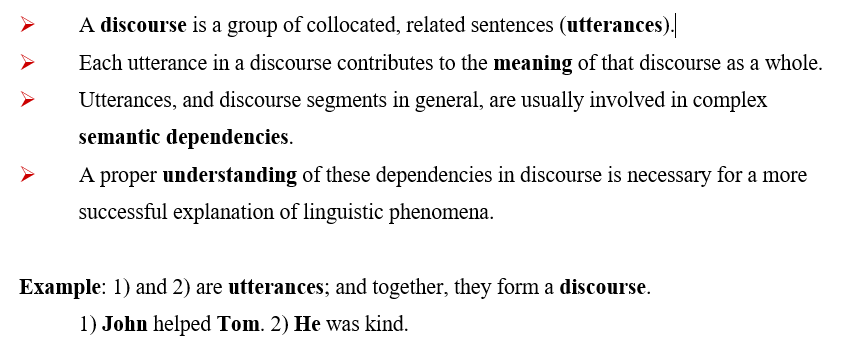 ➢ A discourse is a group of collocated, related sentences (utterances).
➢ Each utterance in a discourse contributes to the meaning of that discourse as a whole.
➢ Utterances, and discourse segments in general, are usually involved in complex
semantic dependencies.
➢ A proper understanding of these dependencies in discourse is necessary for a more
successful explanation of linguistic phenomena.
Example: 1) and 2) are utterances; and together, they form a discourse.
1) John helped Tom. 2) He was kind.